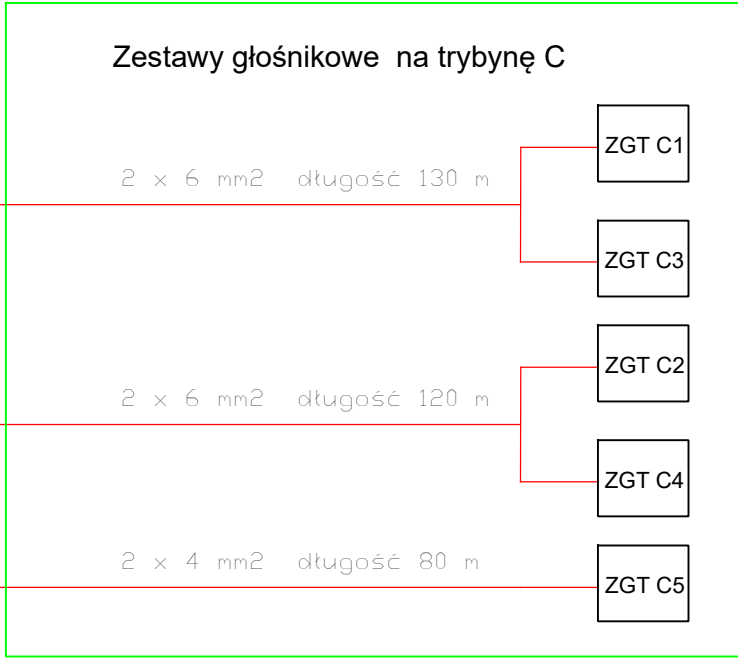 Zestawy głośnikowe na trybynę C
ZGT C1
2 x 6 mm2 długość 130 m
ZGT C3
ZGT C2
2 x 6 mm2 długość 120 m
ZGT C4
2 x 4 mm2 długość 80 m
ZGT C5